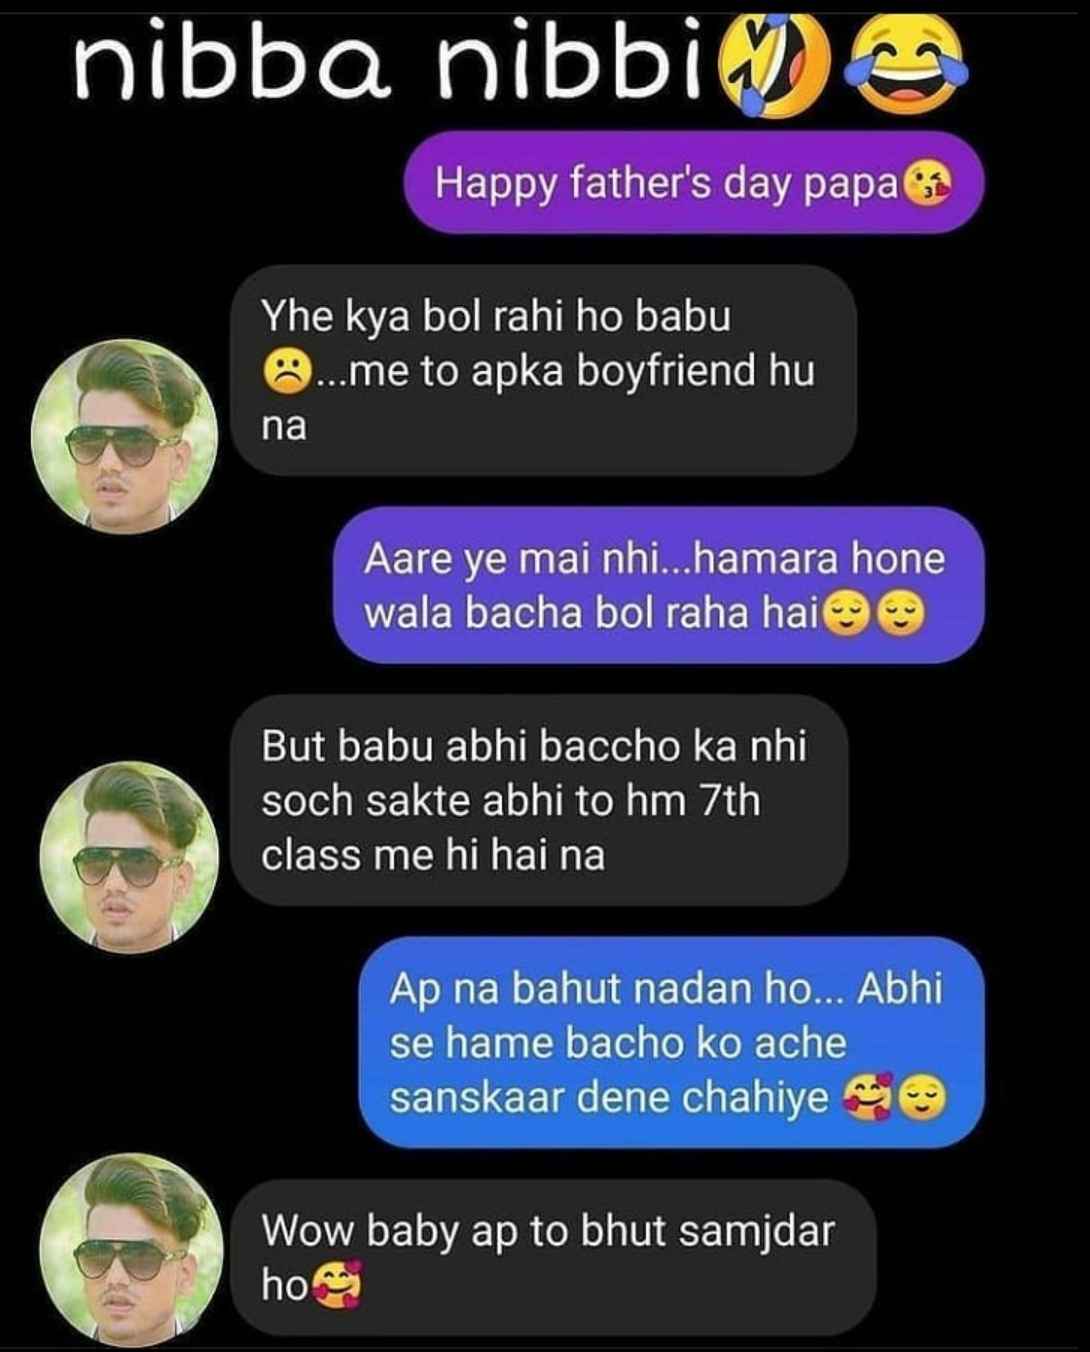 nibba nibbi🤣😂
Happy father's day papa😘
Yhe kya bol rahi ho babu
☹️...me to apka boyfriend hu
na
Aare ye mai nhi...hamara hone
wala bacha bol raha hai😌😌
But babu abhi baccho ka nhi
soch sakte abhi to hm 7th
class me hi hai na
Ap na bahut nadan ho... Abhi
se hame bacho ko ache
sanskaar dene chahiye 🥰😌
Wow baby ap to bhut samjdar
ho🥰